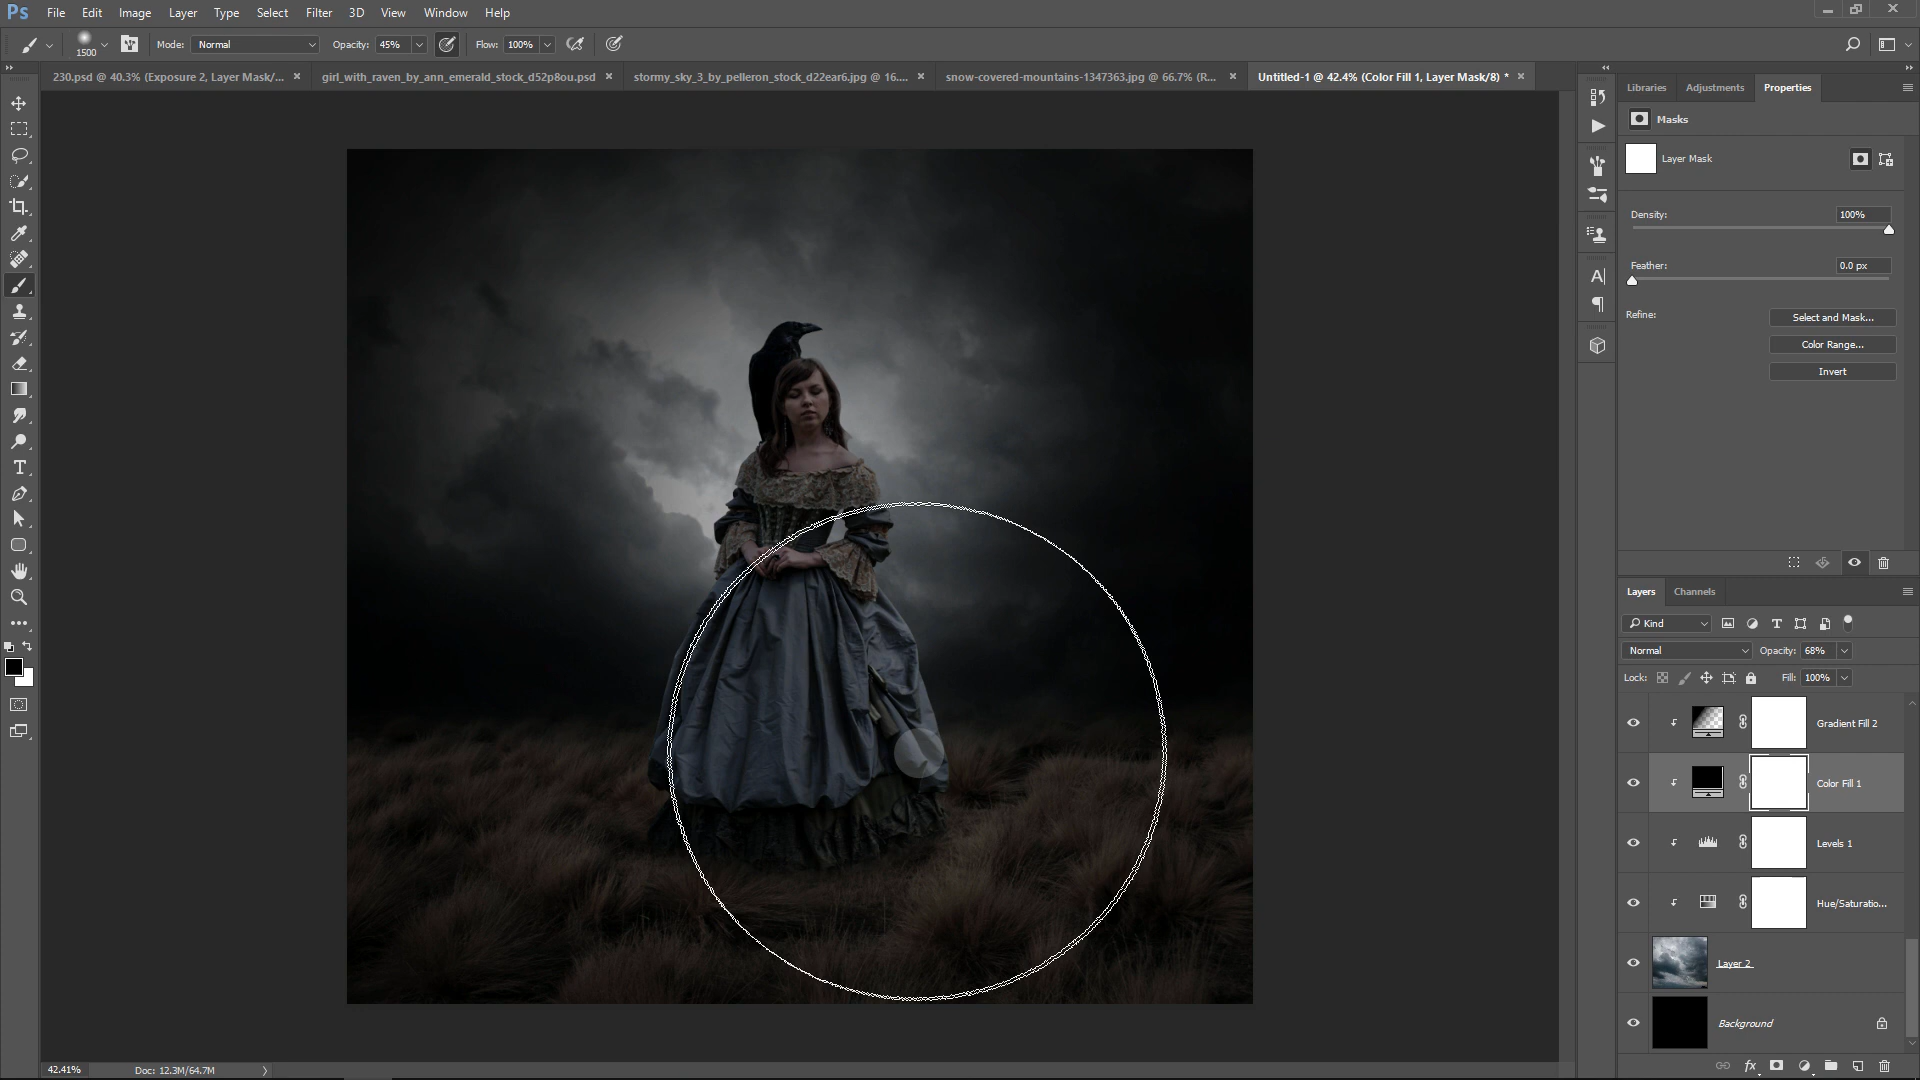 Ps File Edit Image Layer Type Select Filter 3D View Window Help
1500 Mode: Normal Opacity: 45% Flow: 100%
230.psd @ 40.3% (Exposure 2, Layer Mask/... × girl_with_raven_by_ann_emerald_stock_d52p8ou.psd × stormy_sky_3_by_pelleron_stock_d22ear6.jpg @ 16.... × snow-covered-mountains-1347363.jpg @ 66.7% (R... × Untitled-1 @ 42.4% (Color Fill 1, Layer Mask/8) * ×
Libraries Adjustments Properties
Masks
Layer Mask
Density: 100%
Feather: 0.0 px
Refine: Select and Mask...
Color Range...
Invert
Layers Channels
Kind
Normal Opacity: 68%
Lock: Fill: 100%
Gradient Fill 2
Color Fill 1
Levels 1
Hue/Saturatio...
Layer 2
Background
42.41% Doc: 12.3M/64.7M